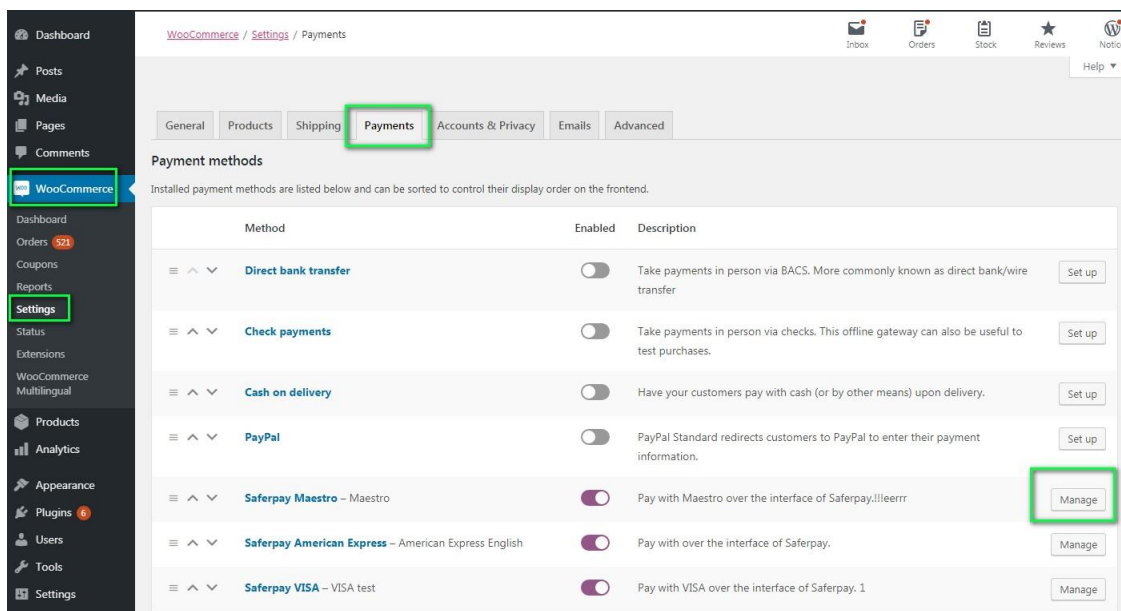 Dashboard
Posts
Media
Pages
Comments
WooCommerce
Dashboard
Orders 521
Coupons
Reports
Settings
Status
Extensions
WooCommerce
Multilingual
Products
Analytics
Appearance
Plugins 6
Users
Tools
Settings
WooCommerce / Settings / Payments
Inbox
Orders
Stock
Reviews
Help
General Products Shipping Payments Accounts & Privacy Emails Advanced
Payment methods
Installed payment methods are listed below and can be sorted to control their display order on the frontend.
Method Enabled Description
Direct bank transfer Take payments in person via BACS. More commonly known as direct bank/wire
transfer Set up
Check payments Take payments in person via checks. This offline gateway can also be useful to
test purchases. Set up
Cash on delivery Have your customers pay with cash (or by other means) upon delivery. Set up
PayPal PayPal Standard redirects customers to PayPal to enter their payment
information. Set up
Saferpay Maestro – Maestro Pay with Maestro over the interface of Saferpay.!!!eerrr Manage
Saferpay American Express – American Express English Pay with over the interface of Saferpay. Manage
Saferpay VISA – VISA test Pay with VISA over the interface of Saferpay. 1 Manage